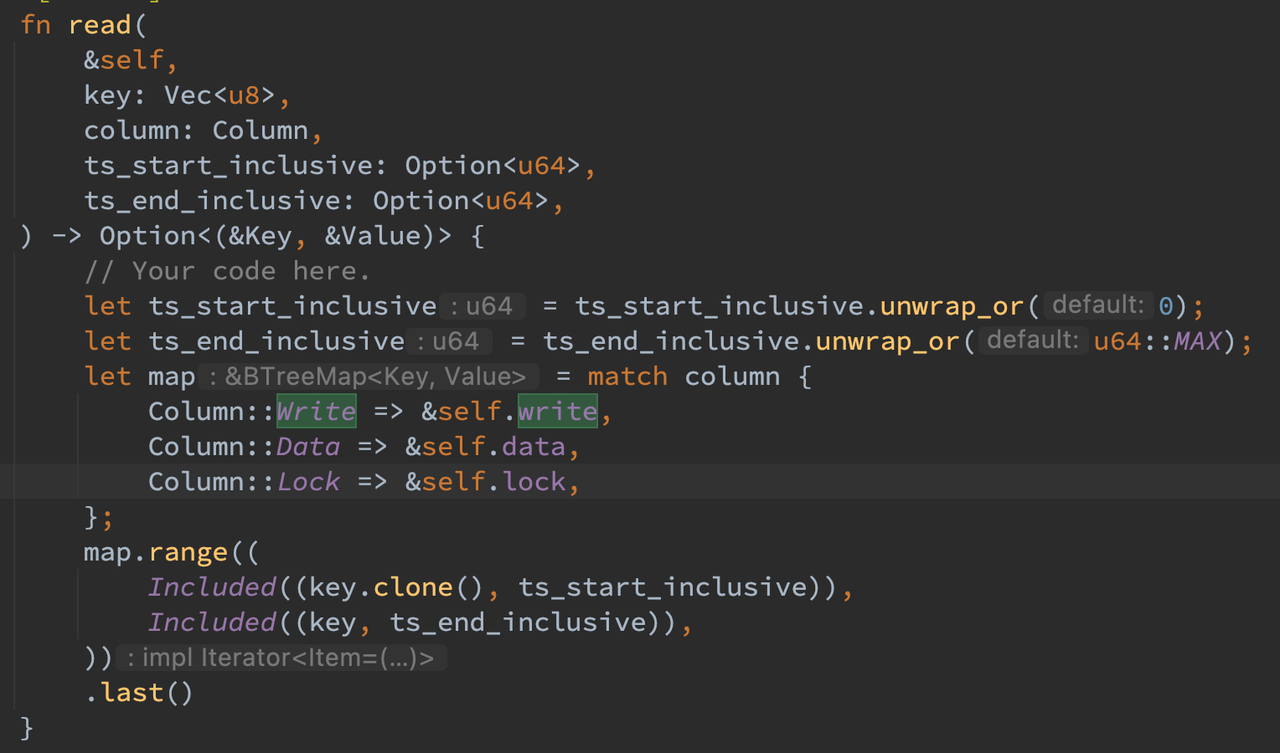 fn read(
    &self,
    key: Vec<u8>,
    column: Column,
    ts_start_inclusive: Option<u64>,
    ts_end_inclusive: Option<u64>,
) -> Option<(&Key, &Value)> {
    // Your code here.
    let ts_start_inclusive : u64 = ts_start_inclusive.unwrap_or( default: 0);
    let ts_end_inclusive : u64 = ts_end_inclusive.unwrap_or( default: u64::MAX);
    let map : &BTreeMap<Key, Value> = match column {
        Column::Write => &self.write,
        Column::Data => &self.data,
        Column::Lock => &self.lock,
    };
    map.range((
        Included((key.clone(), ts_start_inclusive)),
        Included((key, ts_end_inclusive)),
    )) : impl Iterator<Item=(...)>
    .last()
}